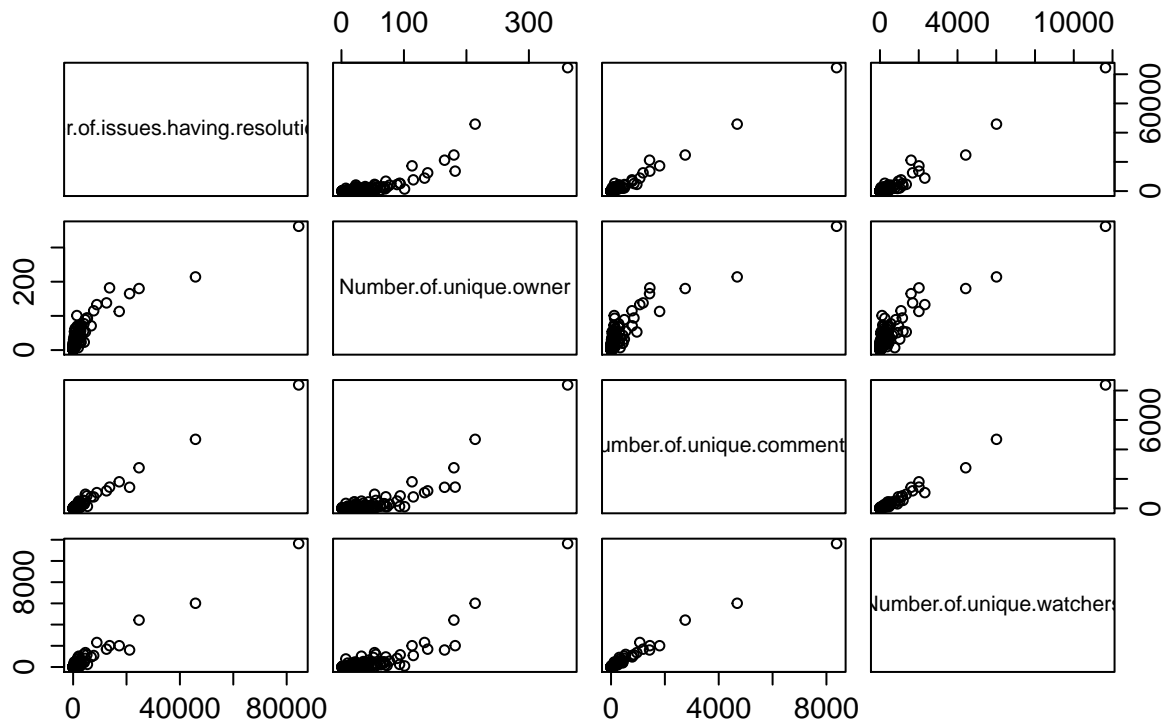 0 100 300
0 4000 10000
r.of.issues.having.resoluti
0 60000
0 200
Number.of.unique.owner
umber.of.unique.comment
0 6000
0 8000
Number.of.unique.watchers
0 40000 80000
0 4000 8000